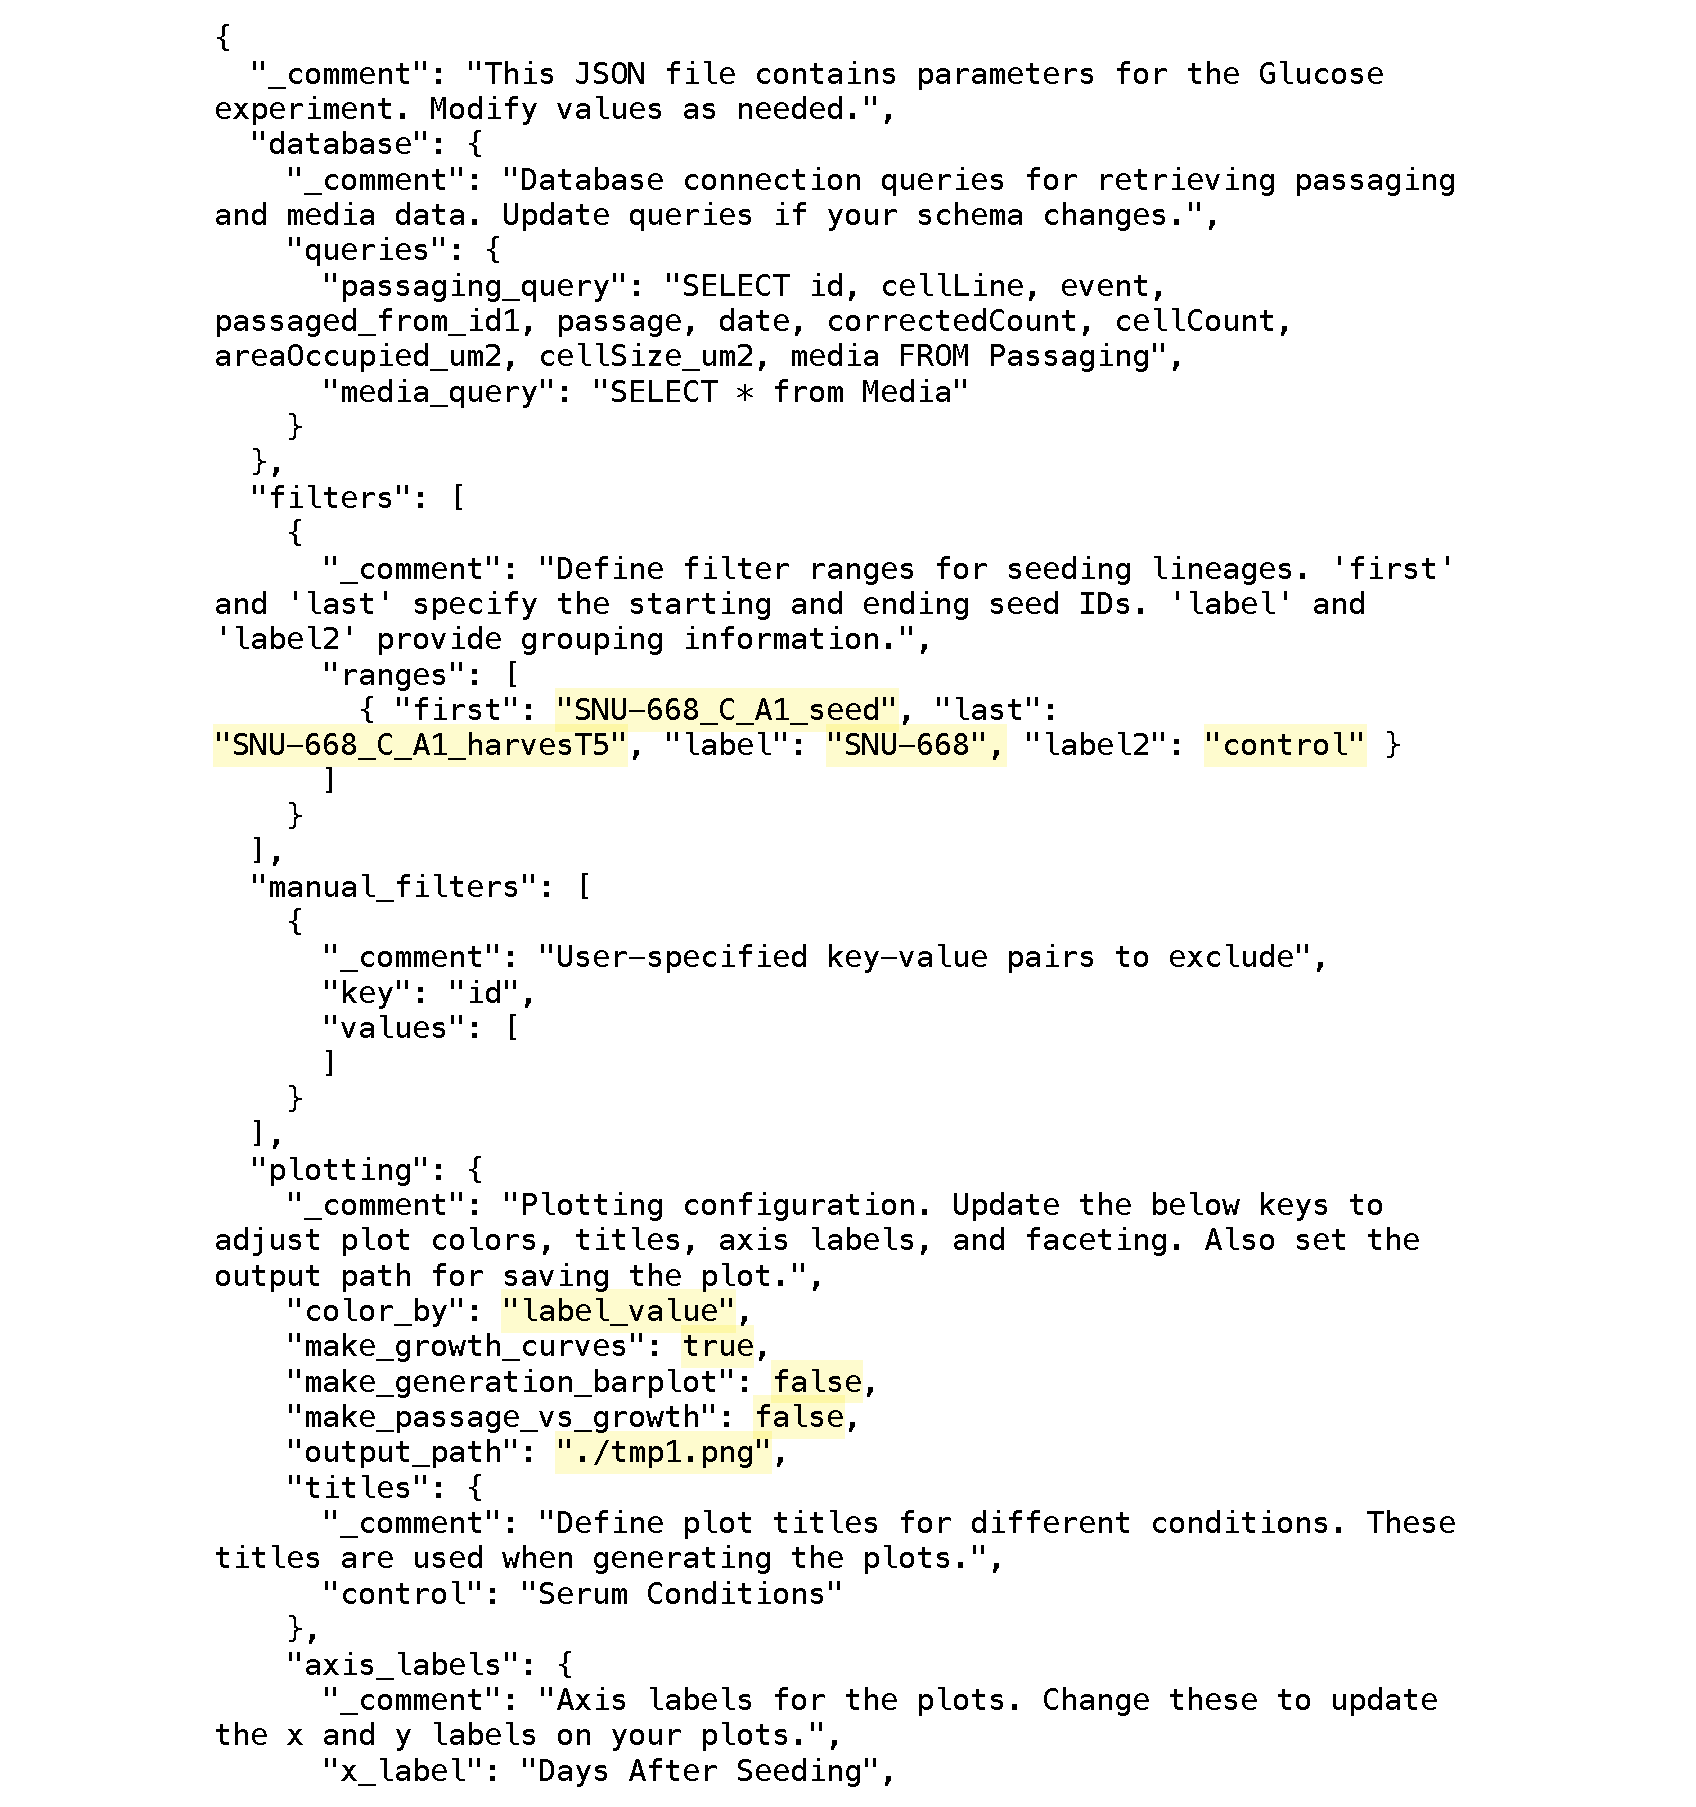 {
  "_comment": "This JSON file contains parameters for the Glucose
experiment. Modify values as needed.",
  "database": {
    "_comment": "Database connection queries for retrieving passaging
and media data. Update queries if your schema changes.",
    "queries": {
      "passaging_query": "SELECT id, cellLine, event,
passaged_from_id1, passage, date, correctedCount, cellCount,
areaOccupied_um2, cellSize_um2, media FROM Passaging",
      "media_query": "SELECT * from Media"
    }
  },
  "filters": [
    {
      "_comment": "Define filter ranges for seeding lineages. 'first'
and 'last' specify the starting and ending seed IDs. 'label' and
'label2' provide grouping information.",
      "ranges": [
        { "first": "SNU-668_C_A1_seed", "last":
"SNU-668_C_A1_harvesT5", "label": "SNU-668", "label2": "control" }
      ]
    }
  ],
  "manual_filters": [
    {
      "_comment": "User-specified key-value pairs to exclude",
      "key": "id",
      "values": [
      ]
    }
  ],
  "plotting": {
    "_comment": "Plotting configuration. Update the below keys to
adjust plot colors, titles, axis labels, and faceting. Also set the
output path for saving the plot.",
    "color_by": "label_value",
    "make_growth_curves": true,
    "make_generation_barplot": false,
    "make_passage_vs_growth": false,
    "output_path": "./tmp1.png",
    "titles": {
      "_comment": "Define plot titles for different conditions. These
titles are used when generating the plots.",
      "control": "Serum Conditions"
    },
    "axis_labels": {
      "_comment": "Axis labels for the plots. Change these to update
the x and y labels on your plots.",
      "x_label": "Days After Seeding",